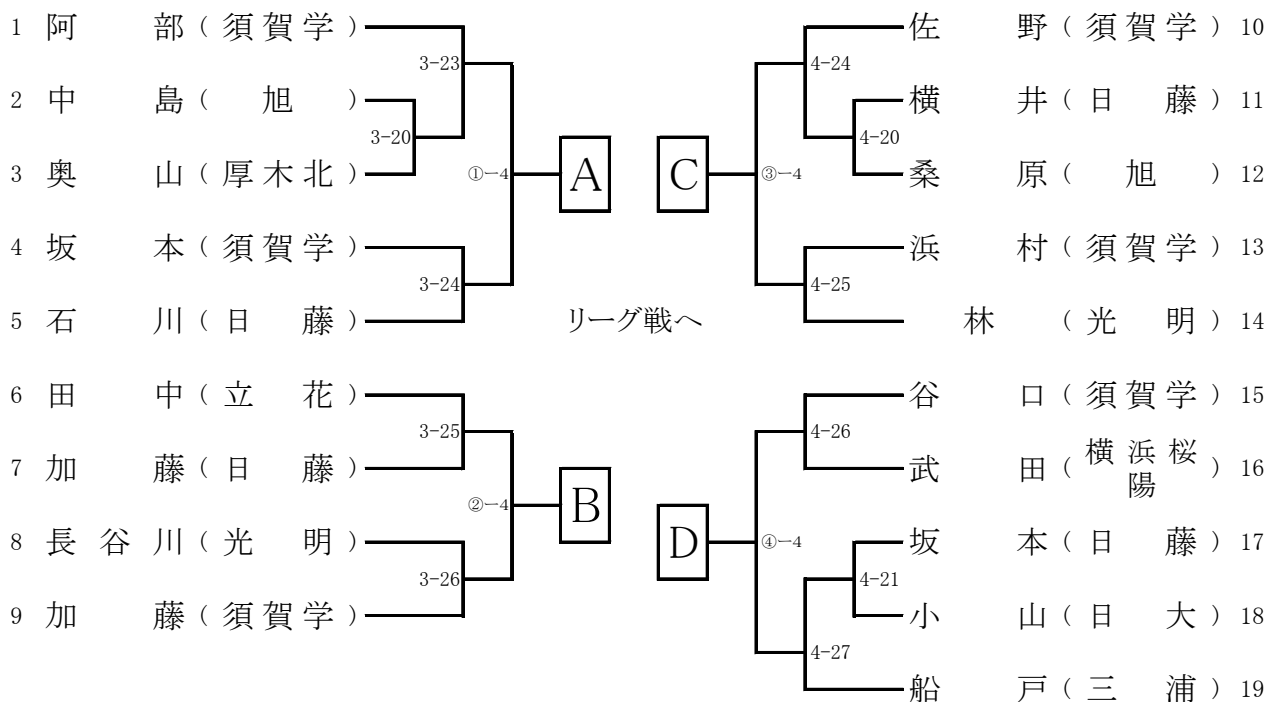 1 阿 部 ( 須賀学 )
3-23
2 中 島 ( 旭 )
3-20
3 奥 山 ( 厚木北 )
①−4
A
4 坂 本 ( 須賀学 )
3-24
5 石 川 ( 日 藤 )
6 田 中 ( 立 花 )
3-25
7 加 藤 ( 日 藤 )
②−4
B
8 長谷川 ( 光 明 )
3-26
9 加 藤 ( 須賀学 )
リーグ戦へ
佐 野 ( 須賀学 ) 10
4-24
横 井 ( 日 藤 ) 11
4-20
桑 原 ( 旭 ) 12
C
③−4
浜 村 ( 須賀学 ) 13
4-25
林 ( 光 明 ) 14
谷 口 ( 須賀学 ) 15
4-26
武 田 ( 横浜桜陽 ) 16
D
④−4
坂 本 ( 日 藤 ) 17
4-21
小 山 ( 日 大 ) 18
4-27
船 戸 ( 三 浦 ) 19